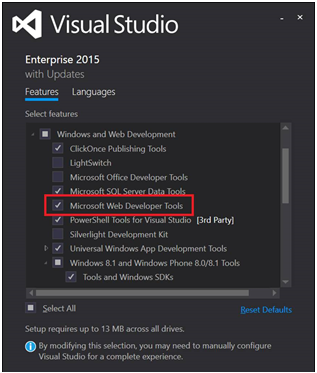 Visual Studio
Enterprise 2015
with Updates
Features Languages
Select features
Windows and Web Development
ClickOnce Publishing Tools
LightSwitch
Microsoft Office Developer Tools
Microsoft SQL Server Data Tools
Microsoft Web Developer Tools
PowerShell Tools for Visual Studio [3rd Party]
Silverlight Development Kit
Universal Windows App Development Tools
Windows 8.1 and Windows Phone 8.0/8.1 Tools
Tools and Windows SDKs
Select All Reset Defaults
Setup requires up to 13 MB across all drives.
By modifying this selection, you may need to manually configure
Visual Studio for a complete experience.